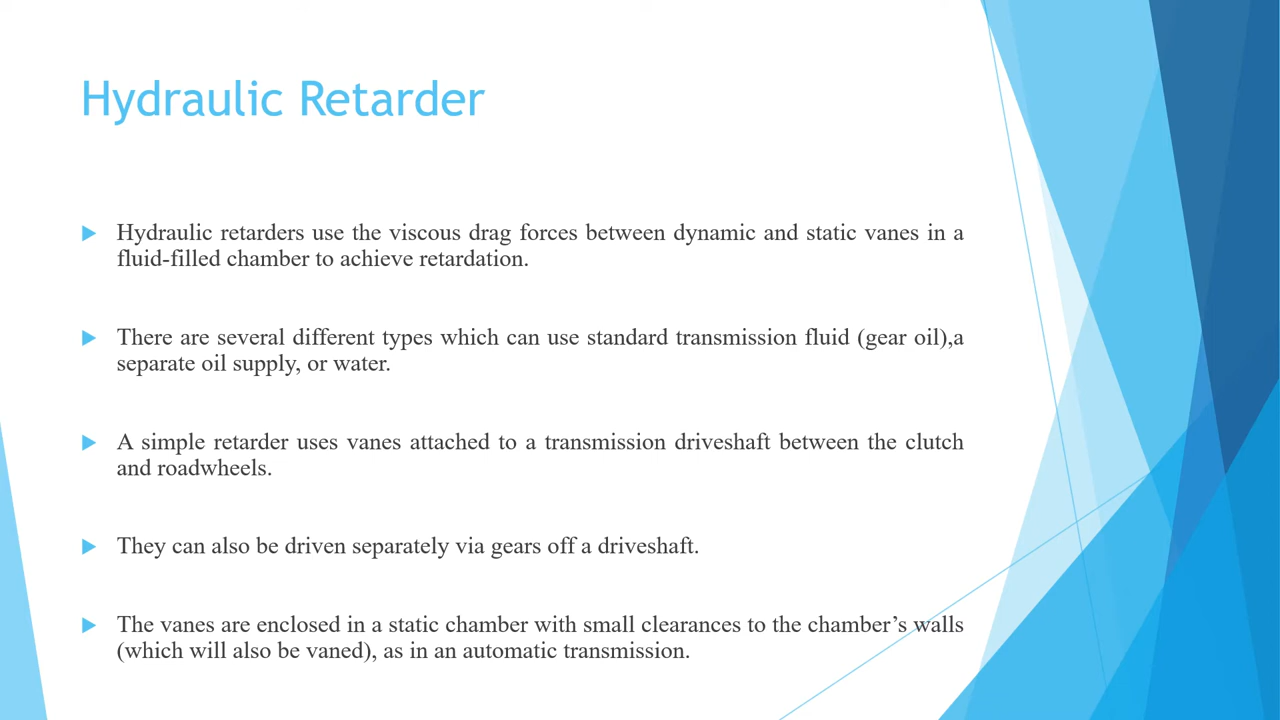 Hydraulic Retarder
Hydraulic retarders use the viscous drag forces between dynamic and static vanes in a
fluid-filled chamber to achieve retardation.
There are several different types which can use standard transmission fluid (gear oil),a
separate oil supply, or water.
A simple retarder uses vanes attached to a transmission driveshaft between the clutch
and roadwheels.
They can also be driven separately via gears off a driveshaft.
The vanes are enclosed in a static chamber with small clearances to the chamber’s walls
(which will also be vaned), as in an automatic transmission.